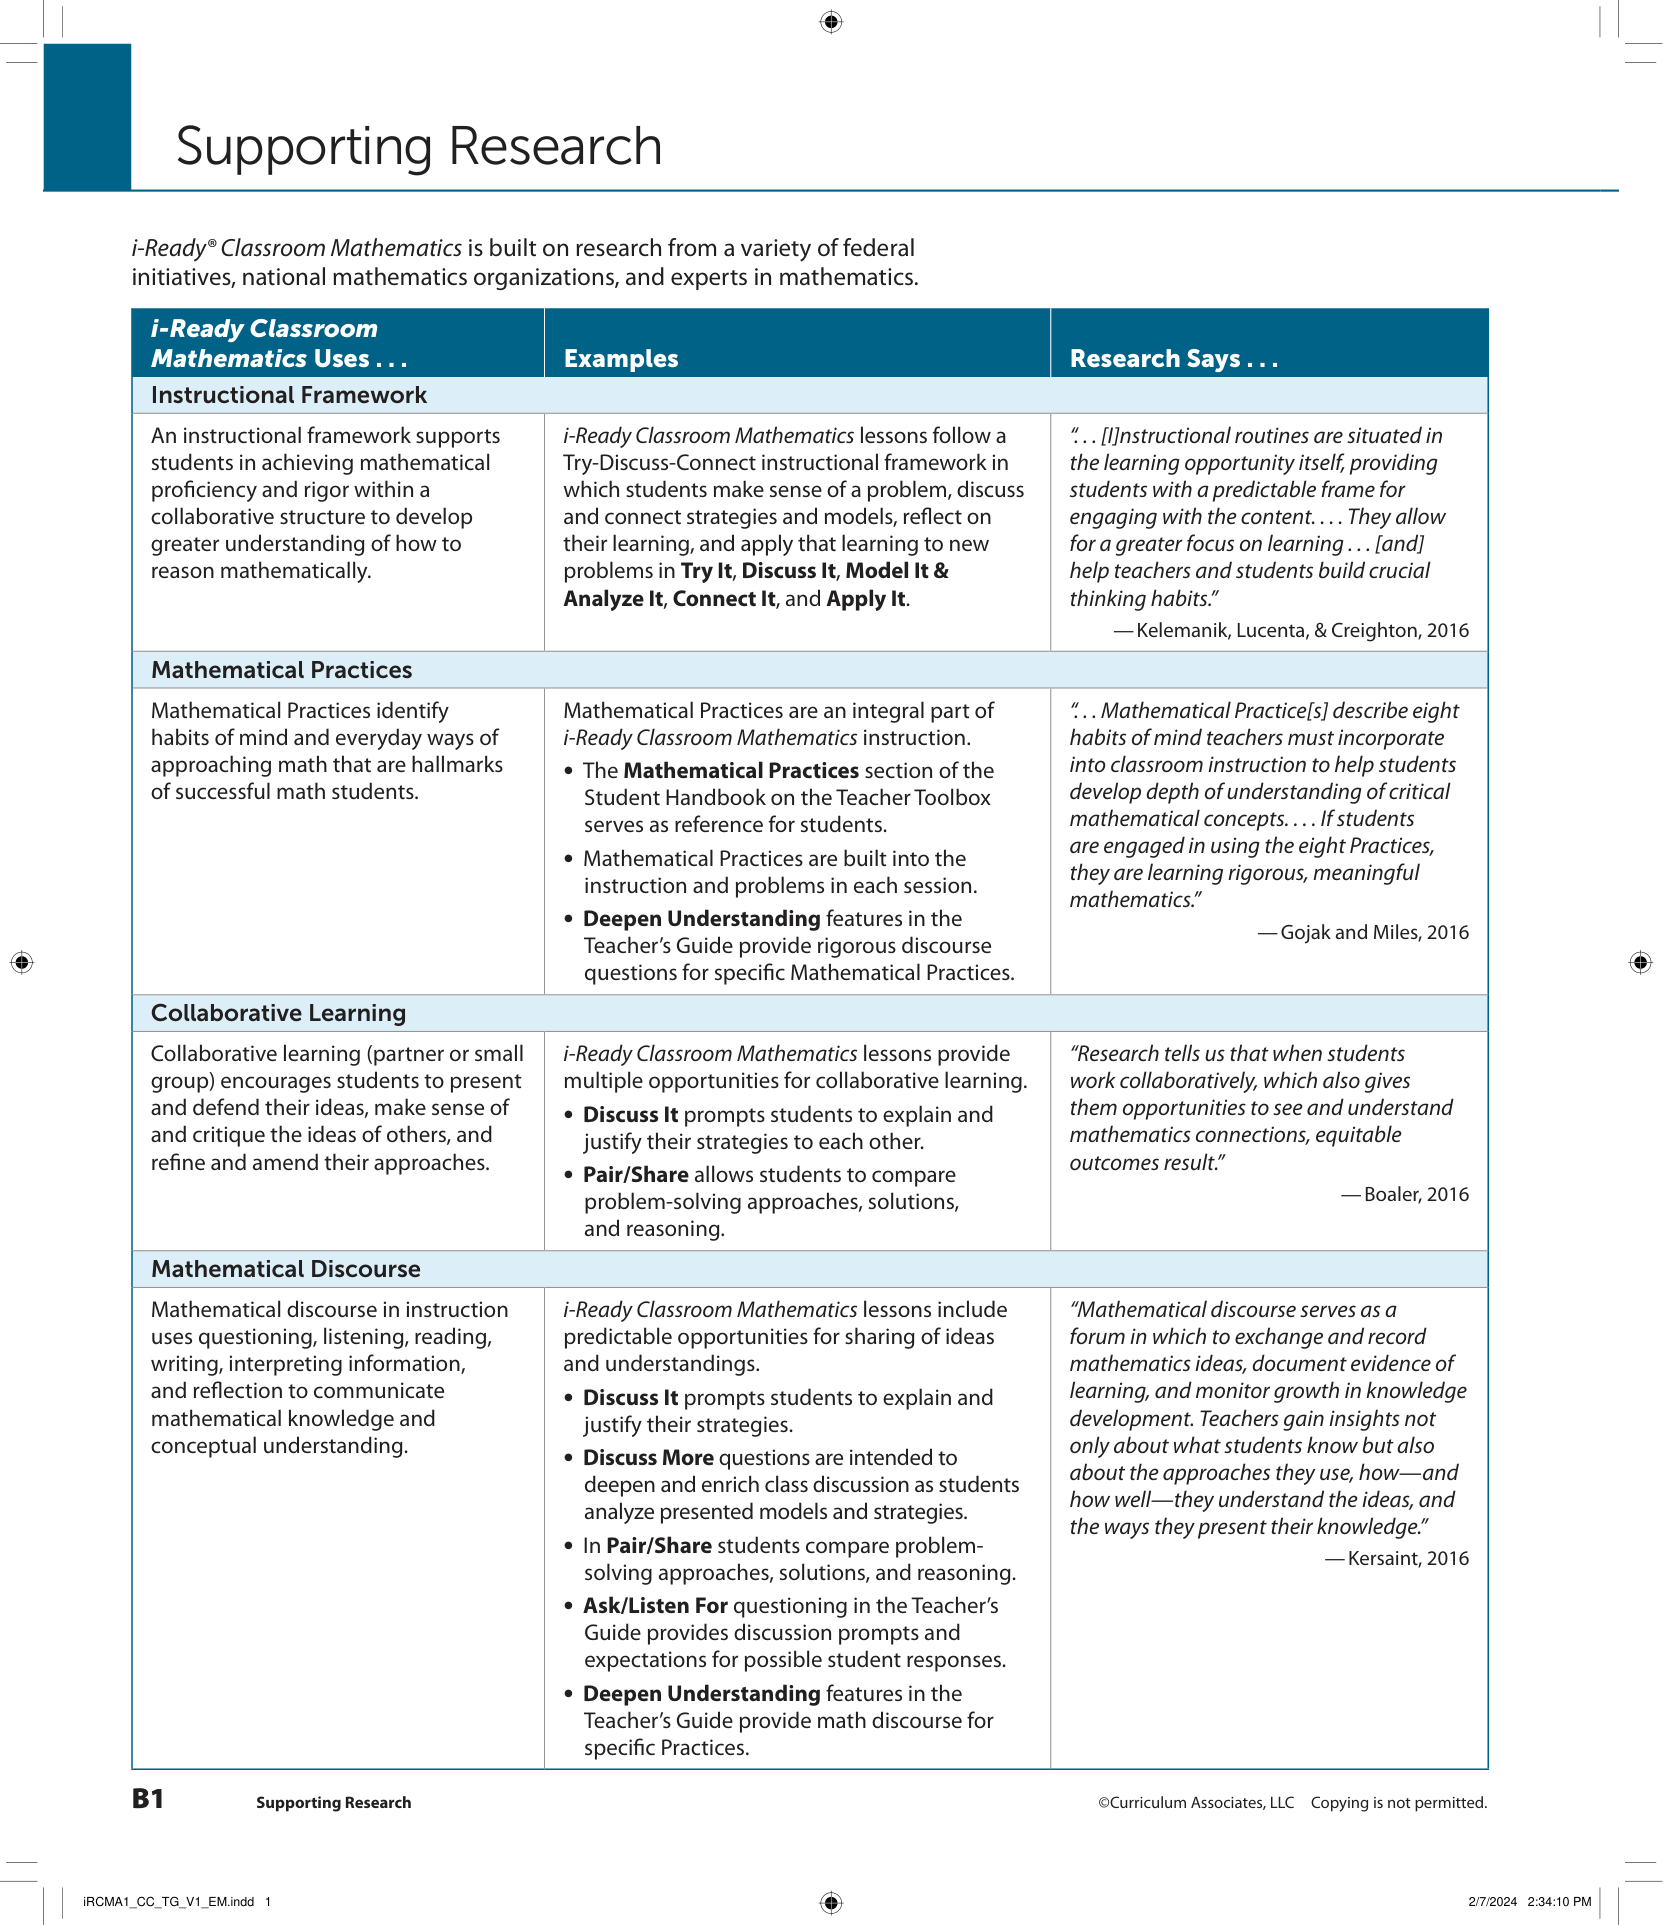 Supporting Research
i-Ready® Classroom Mathematics is built on research from a variety of federal
initiatives, national mathematics organizations, and experts in mathematics.
i-Ready Classroom
Mathematics Uses . . .
Examples
Research Says . . .
Instructional Framework
An instructional framework supports
students in achieving mathematical
proficiency and rigor within a
collaborative structure to develop
greater understanding of how to
reason mathematically.
i-Ready Classroom Mathematics lessons follow a
Try-Discuss-Connect instructional framework in
which students make sense of a problem, discuss
and connect strategies and models, reflect on
their learning, and apply that learning to new
problems in Try It, Discuss It, Model It &
Analyze It, Connect It, and Apply It.
“. . . [I]nstructional routines are situated in
the learning opportunity itself, providing
students with a predictable frame for
engaging with the content. . . . They allow
for a greater focus on learning . . . [and]
help teachers and students build crucial
thinking habits.”
— Kelemanik, Lucenta, & Creighton, 2016
Mathematical Practices
Mathematical Practices identify
habits of mind and everyday ways of
approaching math that are hallmarks
of successful math students.
Mathematical Practices are an integral part of
i-Ready Classroom Mathematics instruction.
• The Mathematical Practices section of the
Student Handbook on the Teacher Toolbox
serves as reference for students.
• Mathematical Practices are built into the
instruction and problems in each session.
• Deepen Understanding features in the
Teacher’s Guide provide rigorous discourse
questions for specific Mathematical Practices.
“. . . Mathematical Practice[s] describe eight
habits of mind teachers must incorporate
into classroom instruction to help students
develop depth of understanding of critical
mathematical concepts. . . . If students
are engaged in using the eight Practices,
they are learning rigorous, meaningful
mathematics.”
— Gojak and Miles, 2016
Collaborative Learning
Collaborative learning (partner or small
group) encourages students to present
and defend their ideas, make sense of
and critique the ideas of others, and
refine and amend their approaches.
i-Ready Classroom Mathematics lessons provide
multiple opportunities for collaborative learning.
• Discuss It prompts students to explain and
justify their strategies to each other.
• Pair/Share allows students to compare
problem-solving approaches, solutions,
and reasoning.
“Research tells us that when students
work collaboratively, which also gives
them opportunities to see and understand
mathematics connections, equitable
outcomes result.”
— Boaler, 2016
Mathematical Discourse
Mathematical discourse in instruction
uses questioning, listening, reading,
writing, interpreting information,
and reflection to communicate
mathematical knowledge and
conceptual understanding.
i-Ready Classroom Mathematics lessons include
predictable opportunities for sharing of ideas
and understandings.
• Discuss It prompts students to explain and
justify their strategies.
• Discuss More questions are intended to
deepen and enrich class discussion as students
analyze presented models and strategies.
• In Pair/Share students compare problem-
solving approaches, solutions, and reasoning.
• Ask/Listen For questioning in the Teacher’s
Guide provides discussion prompts and
expectations for possible student responses.
• Deepen Understanding features in the
Teacher’s Guide provide math discourse for
specific Practices.
“Mathematical discourse serves as a
forum in which to exchange and record
mathematics ideas, document evidence of
learning, and monitor growth in knowledge
development. Teachers gain insights not
only about what students know but also
about the approaches they use, how—and
how well—they understand the ideas, and
the ways they present their knowledge.”
— Kersaint, 2016
B1 Supporting Research ©Curriculum Associates, LLC Copying is not permitted.
iRCMA1_CC_TG_V1_EM.indd 1 2/7/2024 2:34:10 PM